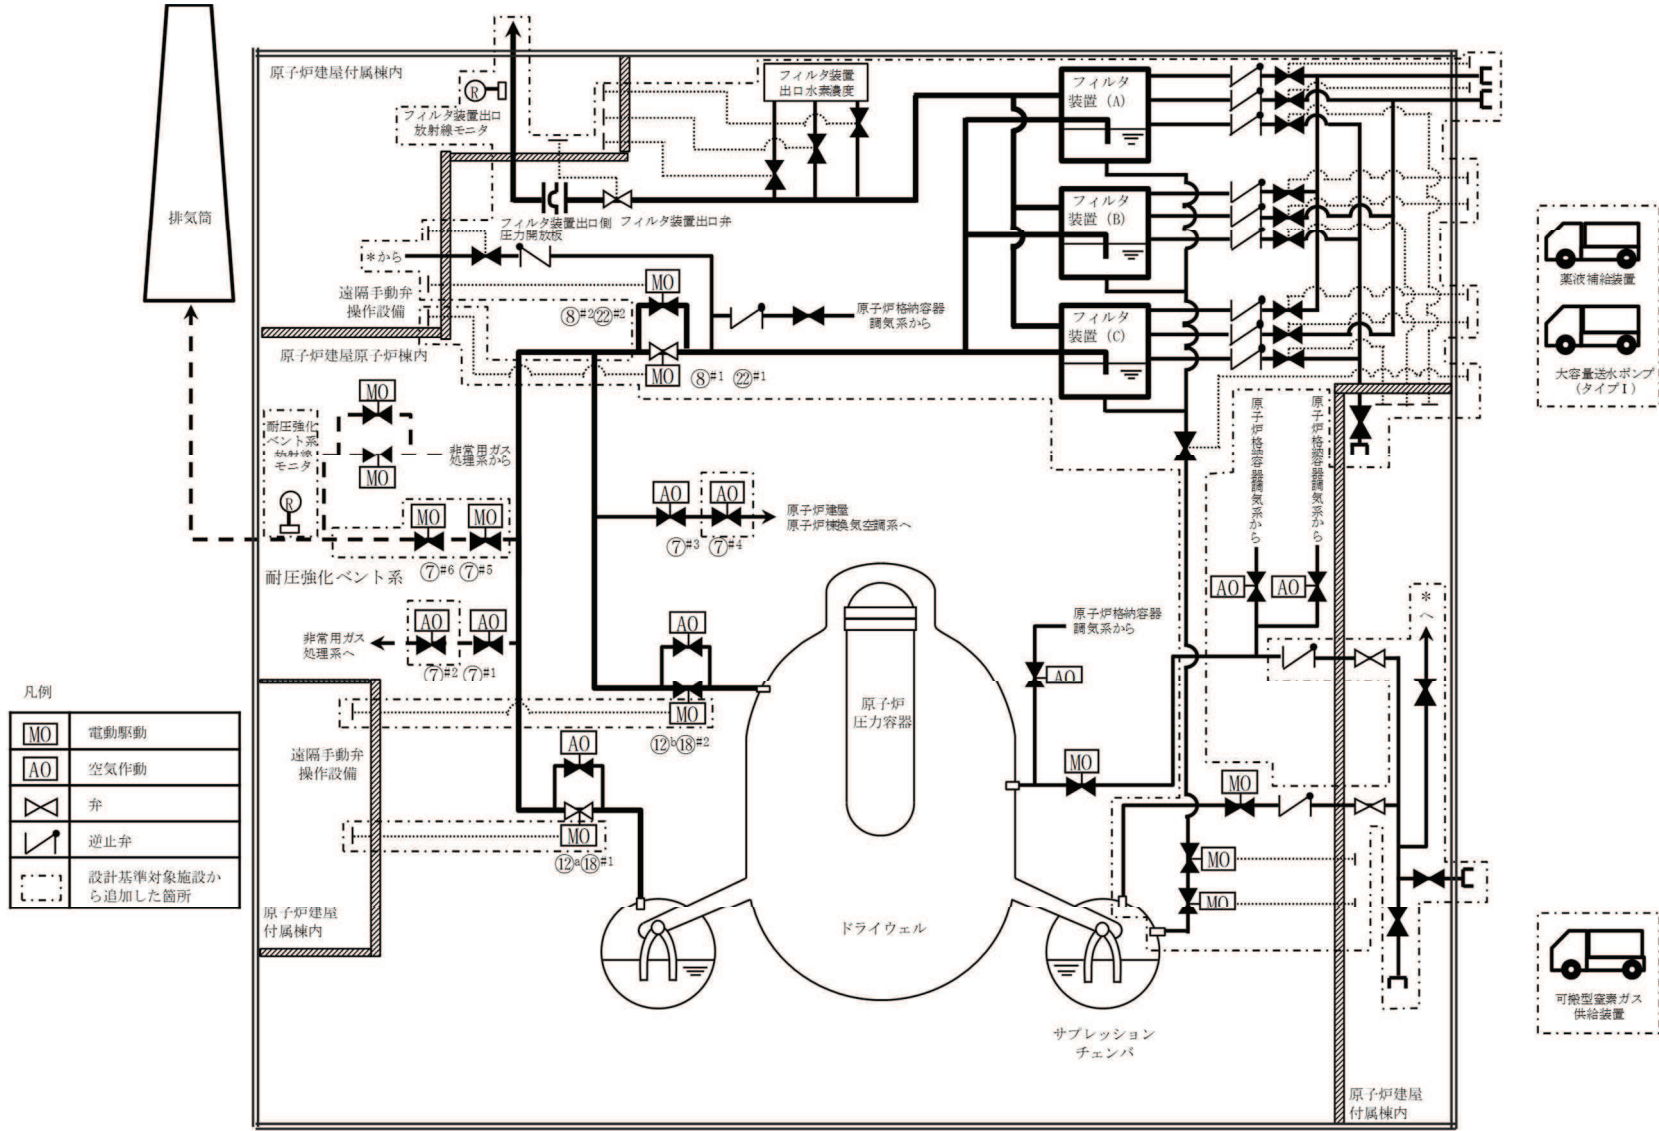 原子炉建屋付属棟内
R
フィルタ装置出口
放射線モニタ
フィルタ装置
出口水素濃度
フィルタ
装置 (A)
フィルタ
装置 (B)
フィルタ
装置 (C)
排気筒
フィルタ装置出口側
圧力開放板
フィルタ装置出口弁
*から
遠隔手動弁
操作設備
MO
⑧#2㉒#2
原子炉格納容器
調気系から
原子炉建屋原子炉棟内
MO
⑧#1 ㉒#1
薬液補給装置
大容量送水ポンプ
(タイプⅠ)
MO
耐圧強化
ベント系
放射線
モニタ
R
非常用ガス
処理系から
MO
原子炉格納容器調気系から
原子炉格納容器調気系から
AO
AO
原子炉建屋
原子炉棟換気空調系へ
⑦#3
⑦#4
MO
MO
⑦#6
⑦#5
耐圧強化ベント系
AO
AO
非常用ガス
処理系へ
AO
AO
⑦#2
⑦#1
原子炉格納容器
調気系から
*
へ
AO
AO
MO
⑫b⑱#2
原子炉
圧力容器
凡例
MO
電動駆動
AO
空気作動
弁
逆止弁
設計基準対象施設か
ら追加した箇所
遠隔手動弁
操作設備
AO
MO
⑫a⑱#1
MO
MO
MO
MO
原子炉建屋
付属棟内
ドライウェル
サプレッション
チェンバ
可搬型窒素ガス
供給装置
原子炉建屋
付属棟内